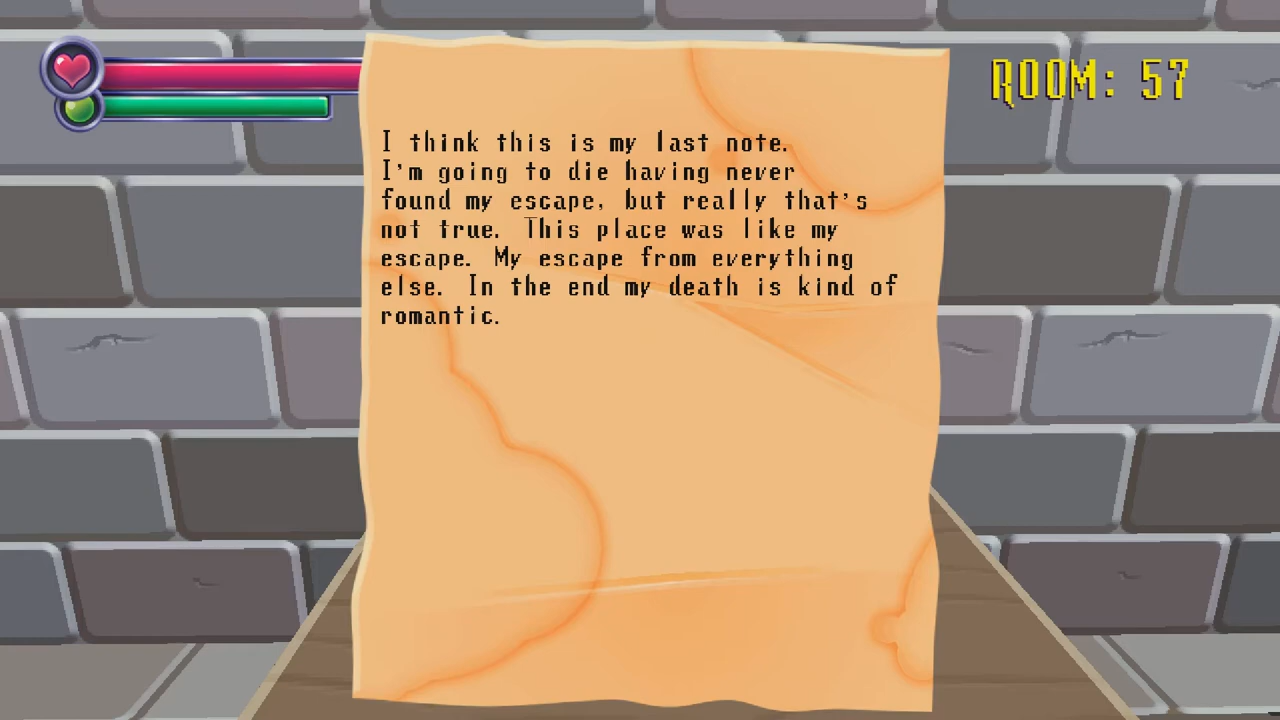 ROOM: 57
I think this is my last note.
I'm going to die having never
found my escape, but really that's
not true. This place was like my
escape. My escape from everything
else. In the end my death is kind of
romantic.